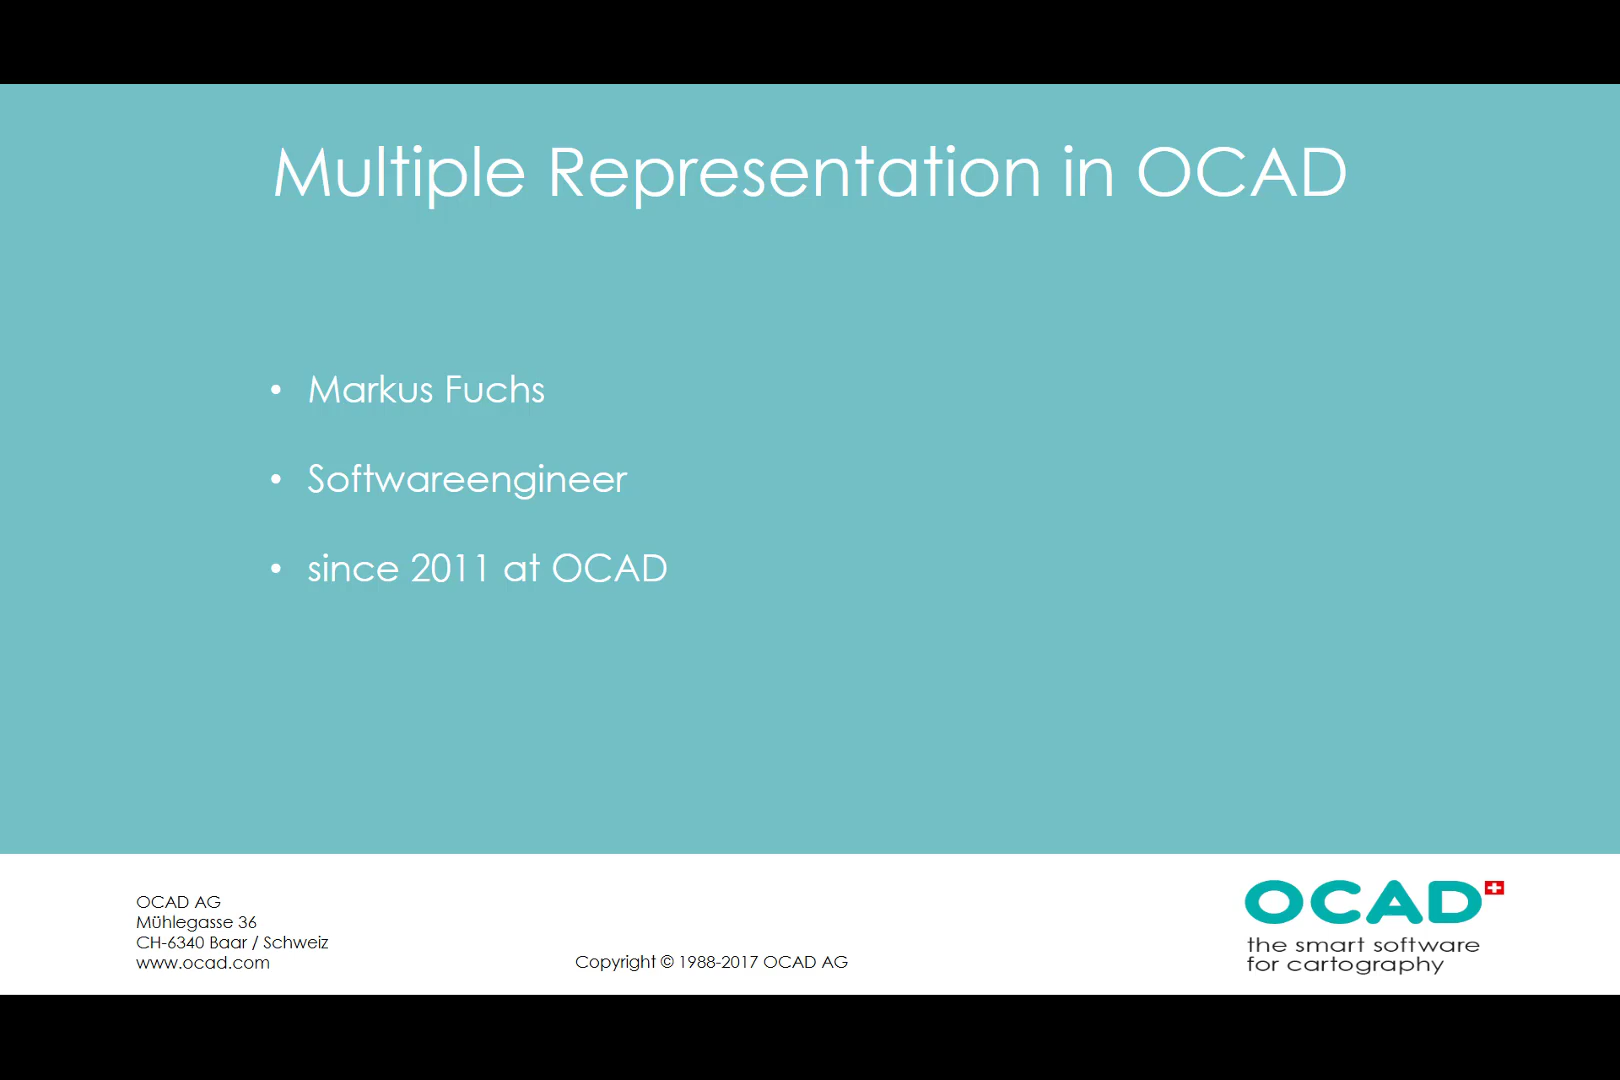 Multiple Representation in OCAD
• Markus Fuchs
• Softwareengineer
• since 2011 at OCAD
OCAD AG
Mühlegasse 36
CH-6340 Baar / Schweiz
www.ocad.com
Copyright © 1988-2017 OCAD AG
OCAD
the smart software
for cartography